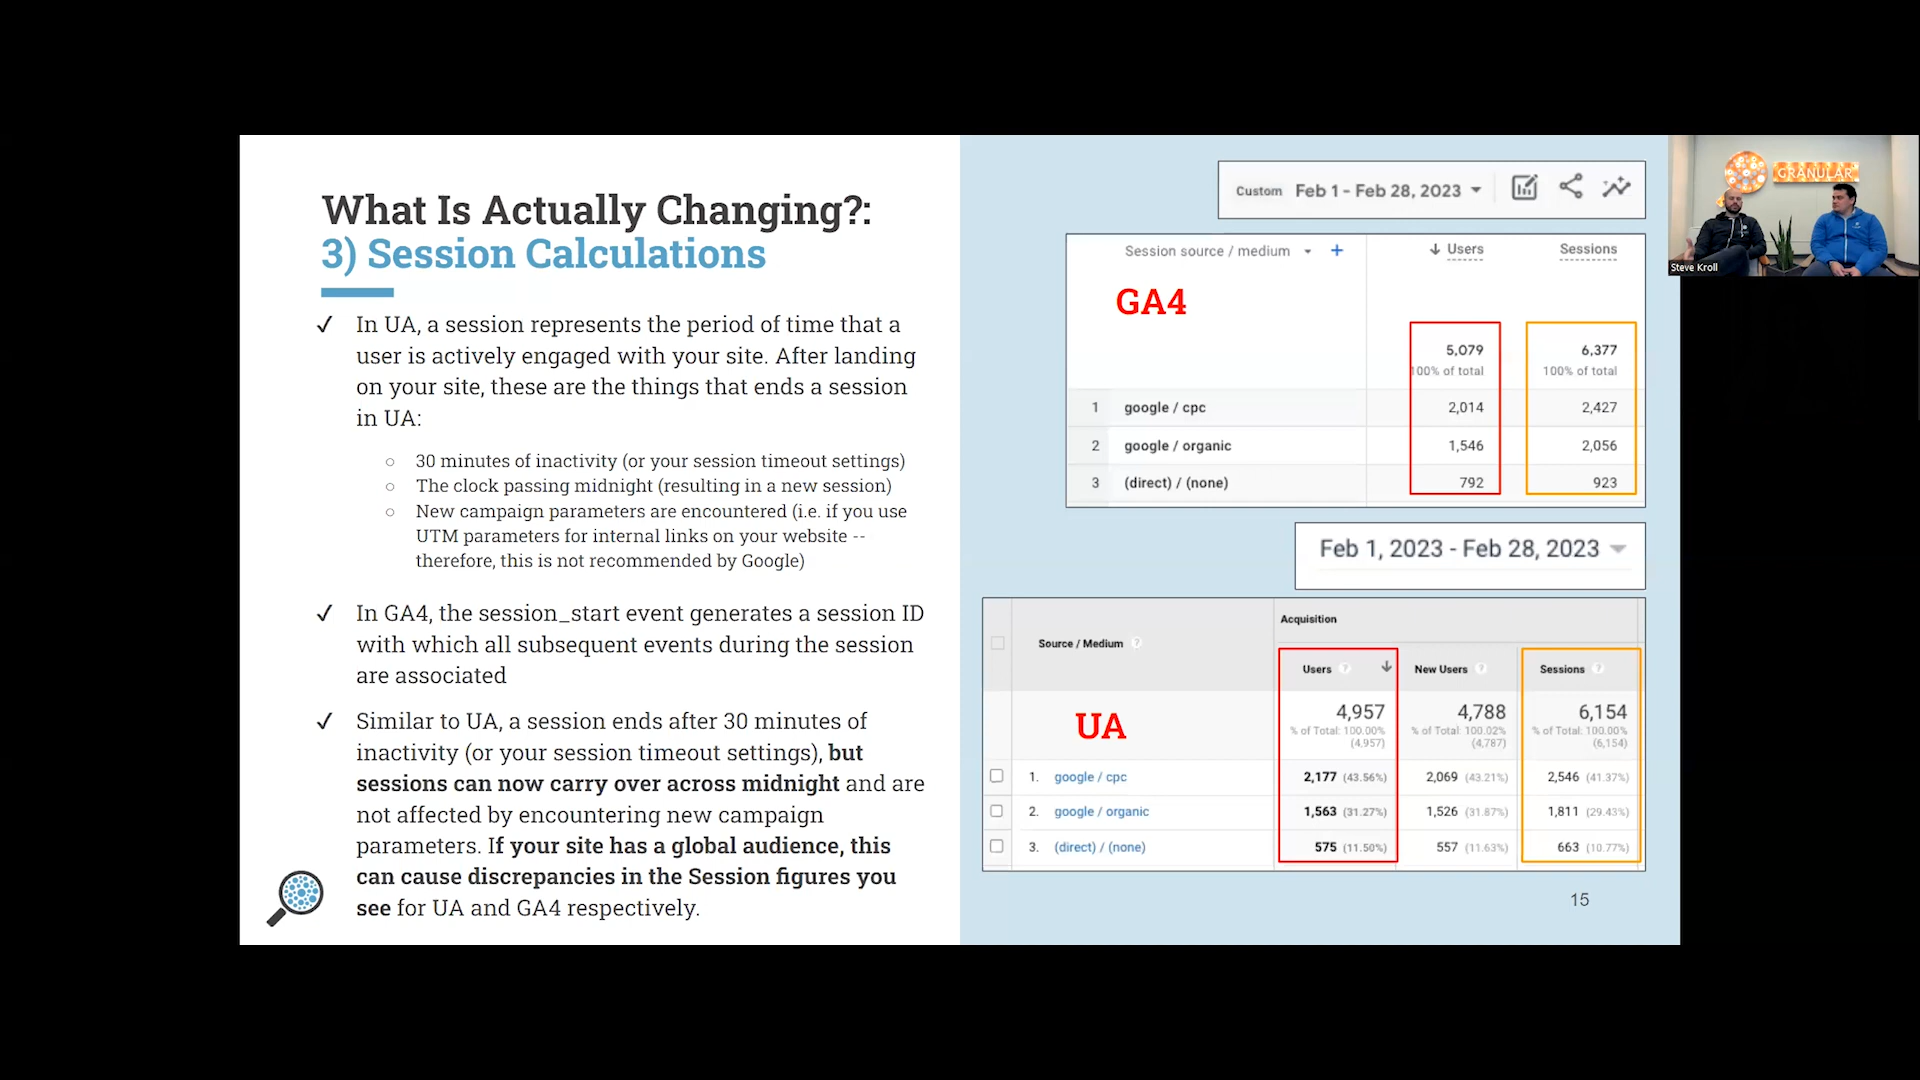 What Is Actually Changing?:
3) Session Calculations
✓ In UA, a session represents the period of time that a
user is actively engaged with your site. After landing
on your site, these are the things that ends a session
in UA:
○ 30 minutes of inactivity (or your session timeout settings)
○ The clock passing midnight (resulting in a new session)
○ New campaign parameters are encountered (i.e. if you use
UTM parameters for internal links on your website --
therefore, this is not recommended by Google)
✓ In GA4, the session_start event generates a session ID
with which all subsequent events during the session
are associated
✓ Similar to UA, a session ends after 30 minutes of
inactivity (or your session timeout settings), but
sessions can now carry over across midnight and are
not affected by encountering new campaign
parameters. If your site has a global audience, this
can cause discrepancies in the Session figures you
see for UA and GA4 respectively.
Custom Feb 1 - Feb 28, 2023
Session source / medium + ↓ Users Sessions
GA4
5,079 6,377
100% of total 100% of total
1 google / cpc 2,014 2,427
2 google / organic 1,546 2,056
3 (direct) / (none) 792 923
Feb 1, 2023 - Feb 28, 2023
Acquisition
Source / Medium ?
Users ? ↓ New Users ? Sessions ?
UA
4,957 4,788 6,154
% of Total: 100.00% % of Total: 100.02% % of Total: 100.00%
(4,957) (4,787) (6,154)
1. google / cpc 2,177 (43.56%) 2,069 (43.21%) 2,546 (41.37%)
2. google / organic 1,563 (31.27%) 1,526 (31.87%) 1,811 (29.43%)
3. (direct) / (none) 575 (11.50%) 557 (11.63%) 663 (10.77%)
15
GRANULAR
Steve Kroll